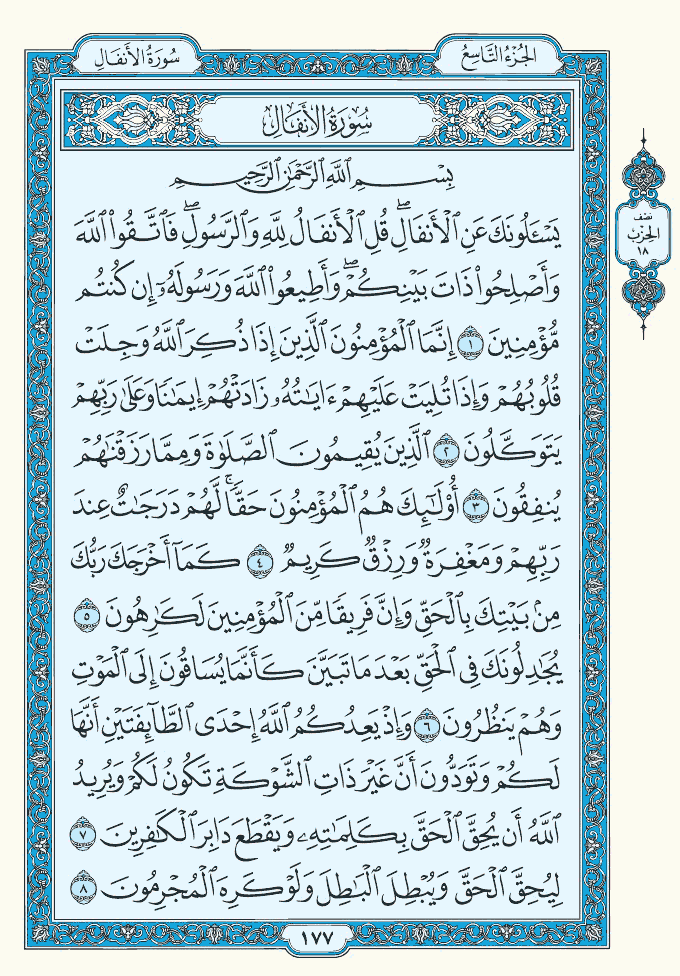 الجُزْءُ التَّاسِعُ
سُورَةُ الأَنفَالِ
سُورَةُ الأَنفَالِ
بِسْمِ ٱللَّهِ ٱلرَّحْمَٰنِ ٱلرَّحِيمِ
يَسْـَٔلُونَكَ عَنِ ٱلْأَنفَالِۖ قُلِ ٱلْأَنفَالُ لِلَّهِ وَٱلرَّسُولِۖ فَٱتَّقُوا۟ ٱللَّهَ
وَأَصْلِحُوا۟ ذَاتَ بَيْنِكُمْۖ وَأَطِيعُوا۟ ٱللَّهَ وَرَسُولَهُۥٓ إِن كُنتُم
مُّؤْمِنِينَ ١ إِنَّمَا ٱلْمُؤْمِنُونَ ٱلَّذِينَ إِذَا ذُكِرَ ٱللَّهُ وَجِلَتْ
قُلُوبُهُمْ وَإِذَا تُلِيَتْ عَلَيْهِمْ ءَايَٰتُهُۥ زَادَتْهُمْ إِيمَٰنًا وَعَلَىٰ رَبِّهِمْ
يَتَوَكَّلُونَ ٢ ٱلَّذِينَ يُقِيمُونَ ٱلصَّلَوٰةَ وَمِمَّا رَزَقْنَٰهُمْ
يُنفِقُونَ ٣ أُو۟لَٰٓئِكَ هُمُ ٱلْمُؤْمِنُونَ حَقًّاۚ لَّهُمْ دَرَجَٰتٌ عِندَ
رَبِّهِمْ وَمَغْفِرَةٌ وَرِزْقٌ كَرِيمٌ ٤ كَمَآ أَخْرَجَكَ رَبُّكَ
مِنۢ بَيْتِكَ بِٱلْحَقِّ وَإِنَّ فَرِيقًا مِّنَ ٱلْمُؤْمِنِينَ لَكَٰرِهُونَ ٥
يُجَٰدِلُونَكَ فِى ٱلْحَقِّ بَعْدَ مَا تَبَيَّنَ كَأَنَّمَا يُسَاقُونَ إِلَى ٱلْمَوْتِ
وَهُمْ يَنظُرُونَ ٦ وَإِذْ يَعِدُكُمُ ٱللَّهُ إِحْدَى ٱلطَّآئِفَتَيْنِ أَنَّهَا
لَكُمْ وَتَوَدُّونَ أَنَّ غَيْرَ ذَاتِ ٱلشَّوْكَةِ تَكُونُ لَكُمْ وَيُرِيدُ
ٱللَّهُ أَن يُحِقَّ ٱلْحَقَّ بِكَلِمَٰتِهِۦ وَيَقْطَعَ دَابِرَ ٱلْكَٰفِرِينَ ٧
لِيُحِقَّ ٱلْحَقَّ وَيُبْطِلَ ٱلْبَٰطِلَ وَلَوْ كَرِهَ ٱلْمُجْرِمُونَ ٨
نصف
الحزب
١٨
١٧٧